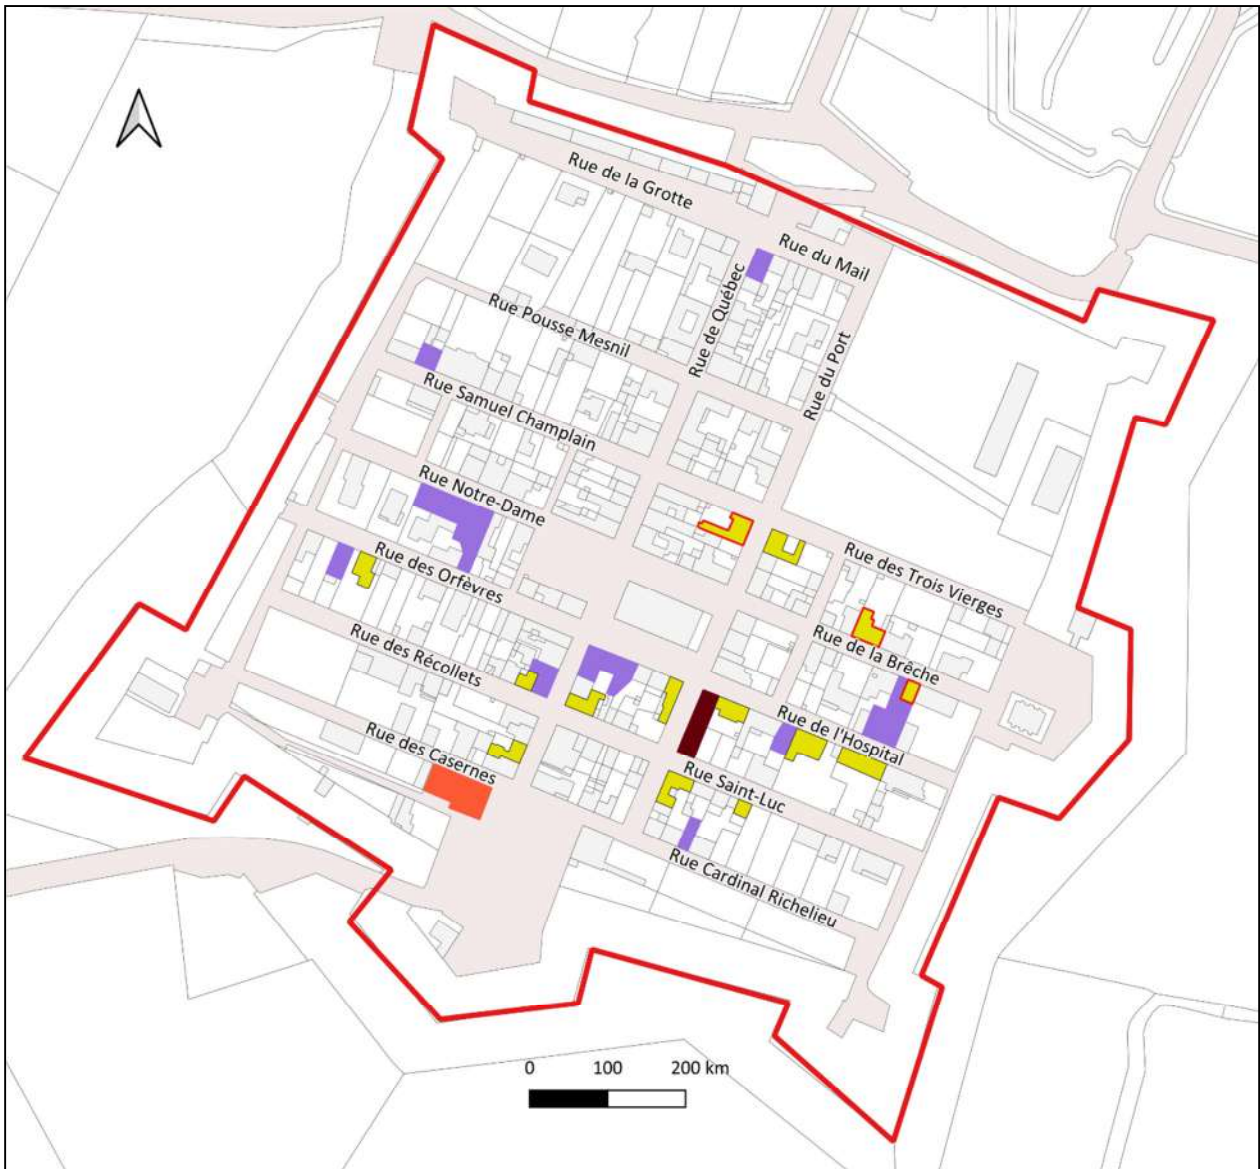 Rue de la Grotte
Rue du Mail
Rue de Québec
Rue Pousse Mesnil
Rue du Port
Rue Samuel Champlain
Rue Notre-Dame
Rue des Trois Vierges
Rue des Orfèvres
Rue de la Brêche
Rue des Récollets
Rue de l'Hospital
Rue des Casernes
Rue Saint-Luc
Rue Cardinal Richelieu
0 100 200 km